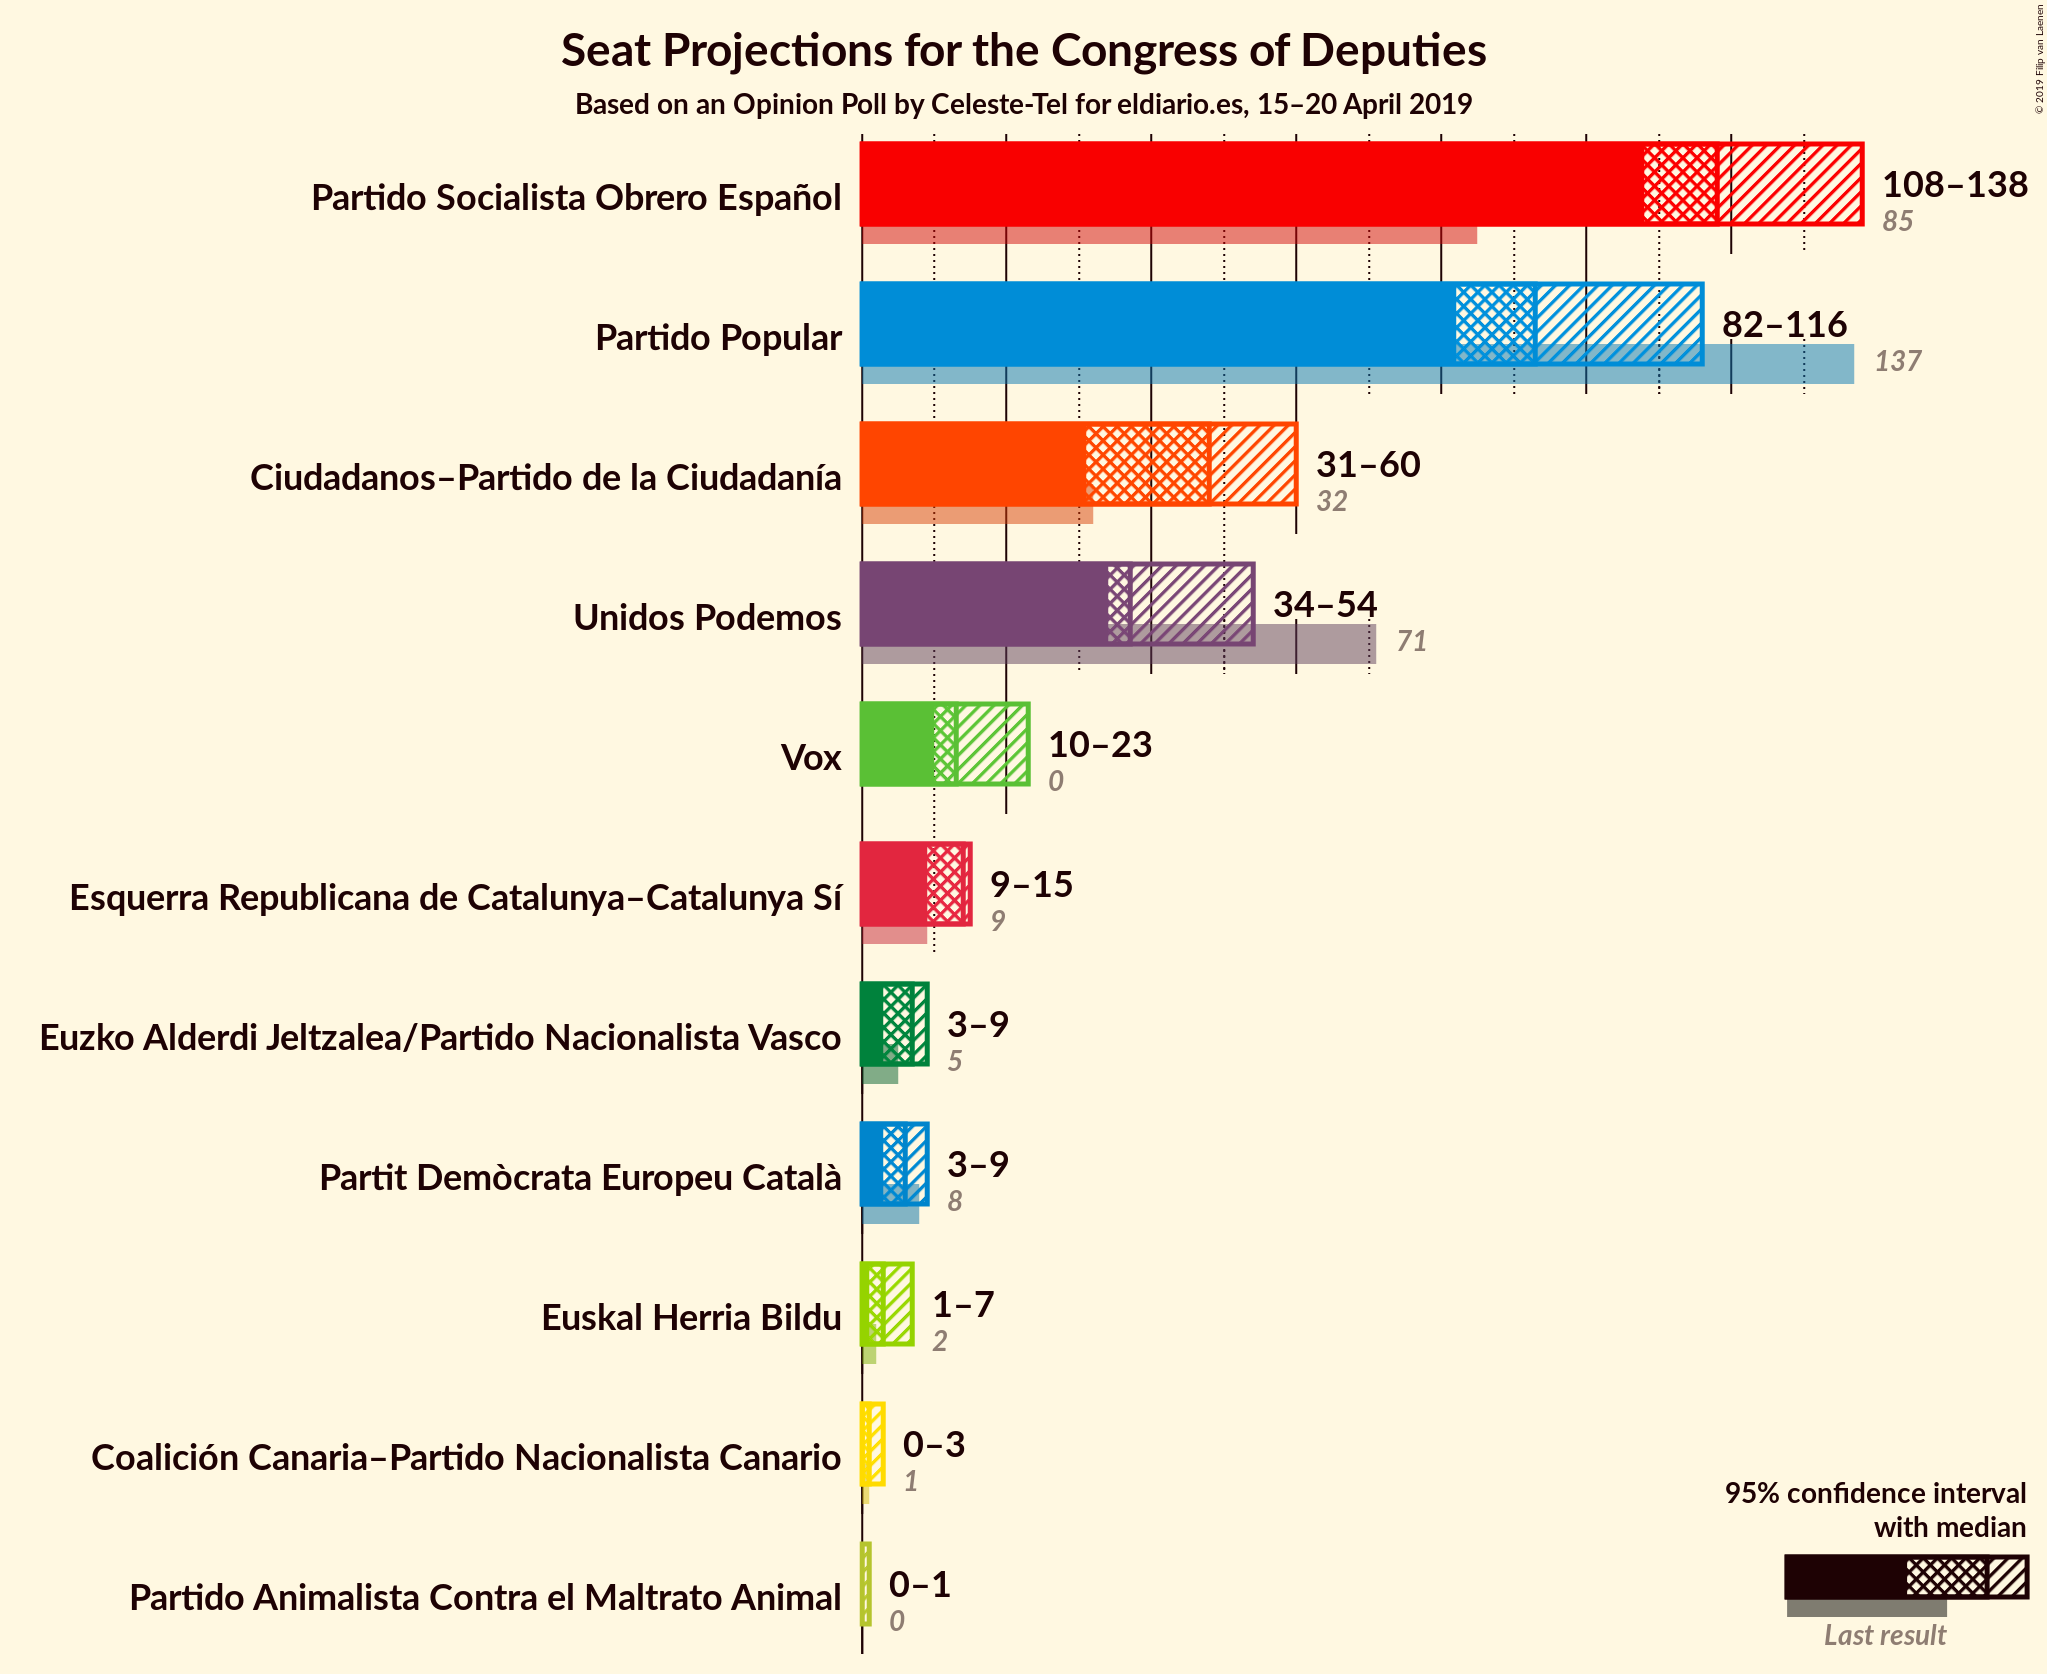 Seat Projections for the Congress of Deputies
Based on an Opinion Poll by Celeste-Tel for eldiario.es, 15–20 April 2019
© 2019 Filip van Laenen
Partido Socialista Obrero Español
108–138
85
Partido Popular
82–116
137
Ciudadanos–Partido de la Ciudadanía
31–60
32
Unidos Podemos
34–54
71
Vox
10–23
0
Esquerra Republicana de Catalunya–Catalunya Sí
9–15
9
Euzko Alderdi Jeltzalea/Partido Nacionalista Vasco
3–9
5
Partit Demòcrata Europeu Català
3–9
8
Euskal Herria Bildu
1–7
2
Coalición Canaria–Partido Nacionalista Canario
0–3
1
Partido Animalista Contra el Maltrato Animal
0–1
0
95% confidence interval
with median
Last result